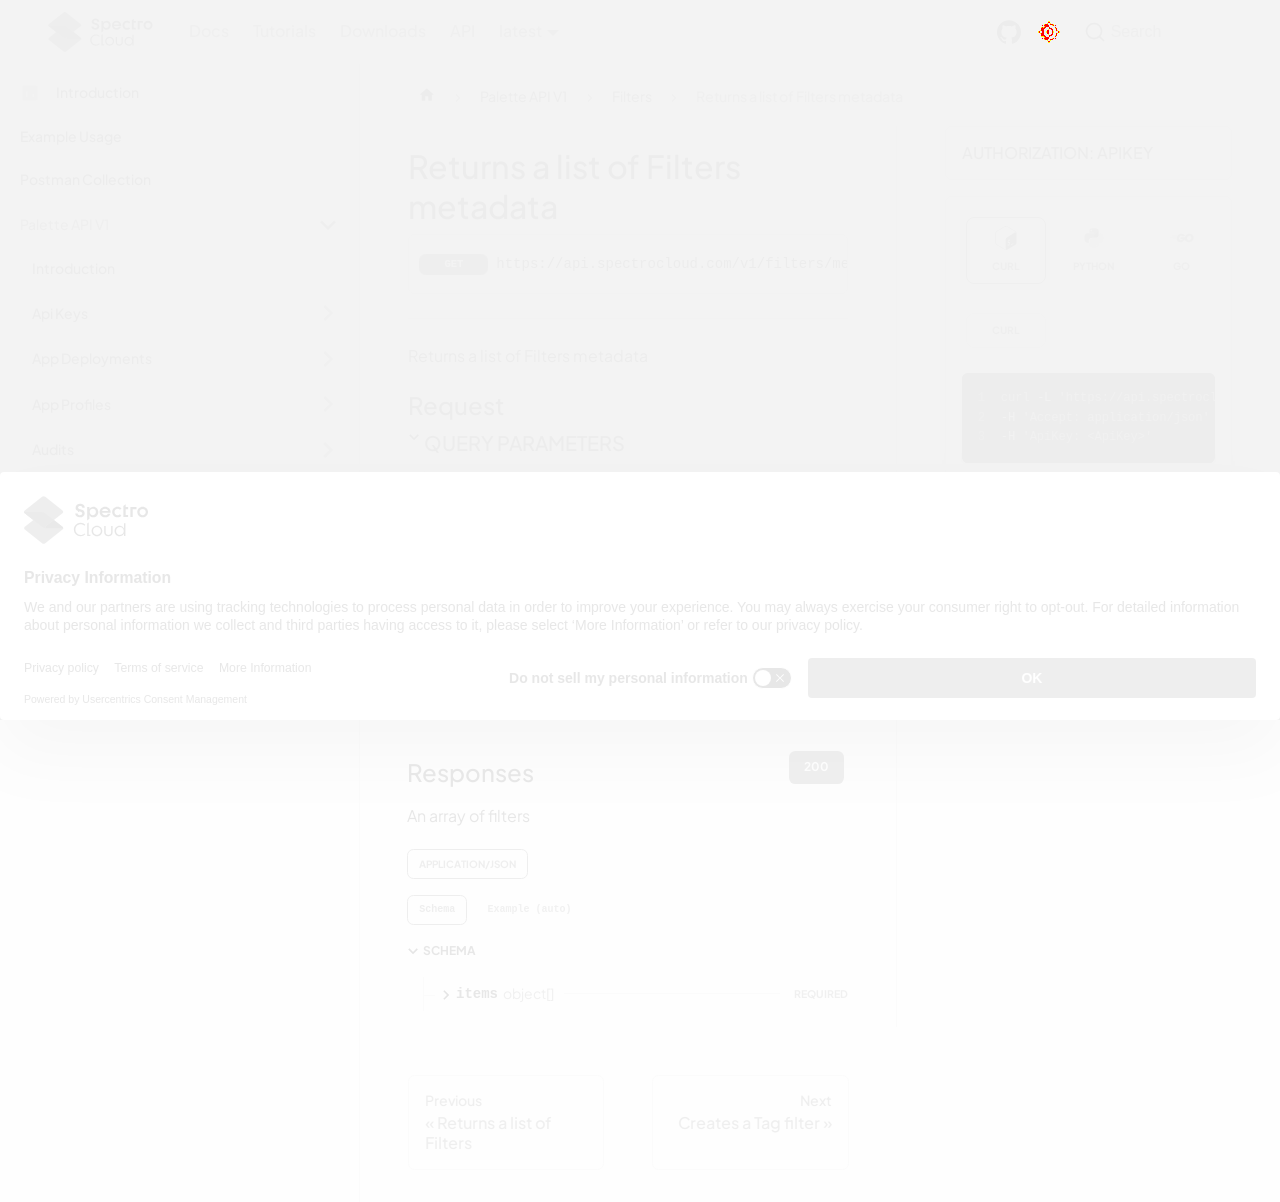 Spectro Cloud
Docs Tutorials Downloads API latest
Search
Introduction
Example Usage
Postman Collection
Palette API V1
Introduction
Api Keys
App Deployments
App Profiles
Audits
Palette API V1
Filters
Returns a list of Filters metadata
Returns a list of Filters
metadata
GET https://api.spectrocloud.com/v1/filters/me
Returns a list of Filters metadata
Request
QUERY PARAMETERS
AUTHORIZATION: APIKEY
CURL
PYTHON
GO
CURL
Spectro
Cloud
Privacy Information
We and our partners are using tracking technologies to process personal data in order to improve your experience. You may always exercise your consumer right to opt-out. For detailed information
about personal information we collect and third parties having access to it, please select ‘More Information’ or refer to our privacy policy.
Privacy policy Terms of service More Information
Powered by Usercentrics Consent Management
Do not sell my personal information
OK
Responses
200
An array of filters
APPLICATION/JSON
Schema Example (auto)
SCHEMA
items object[] REQUIRED
Previous
« Returns a list of
Filters
Next
Creates a Tag filter »